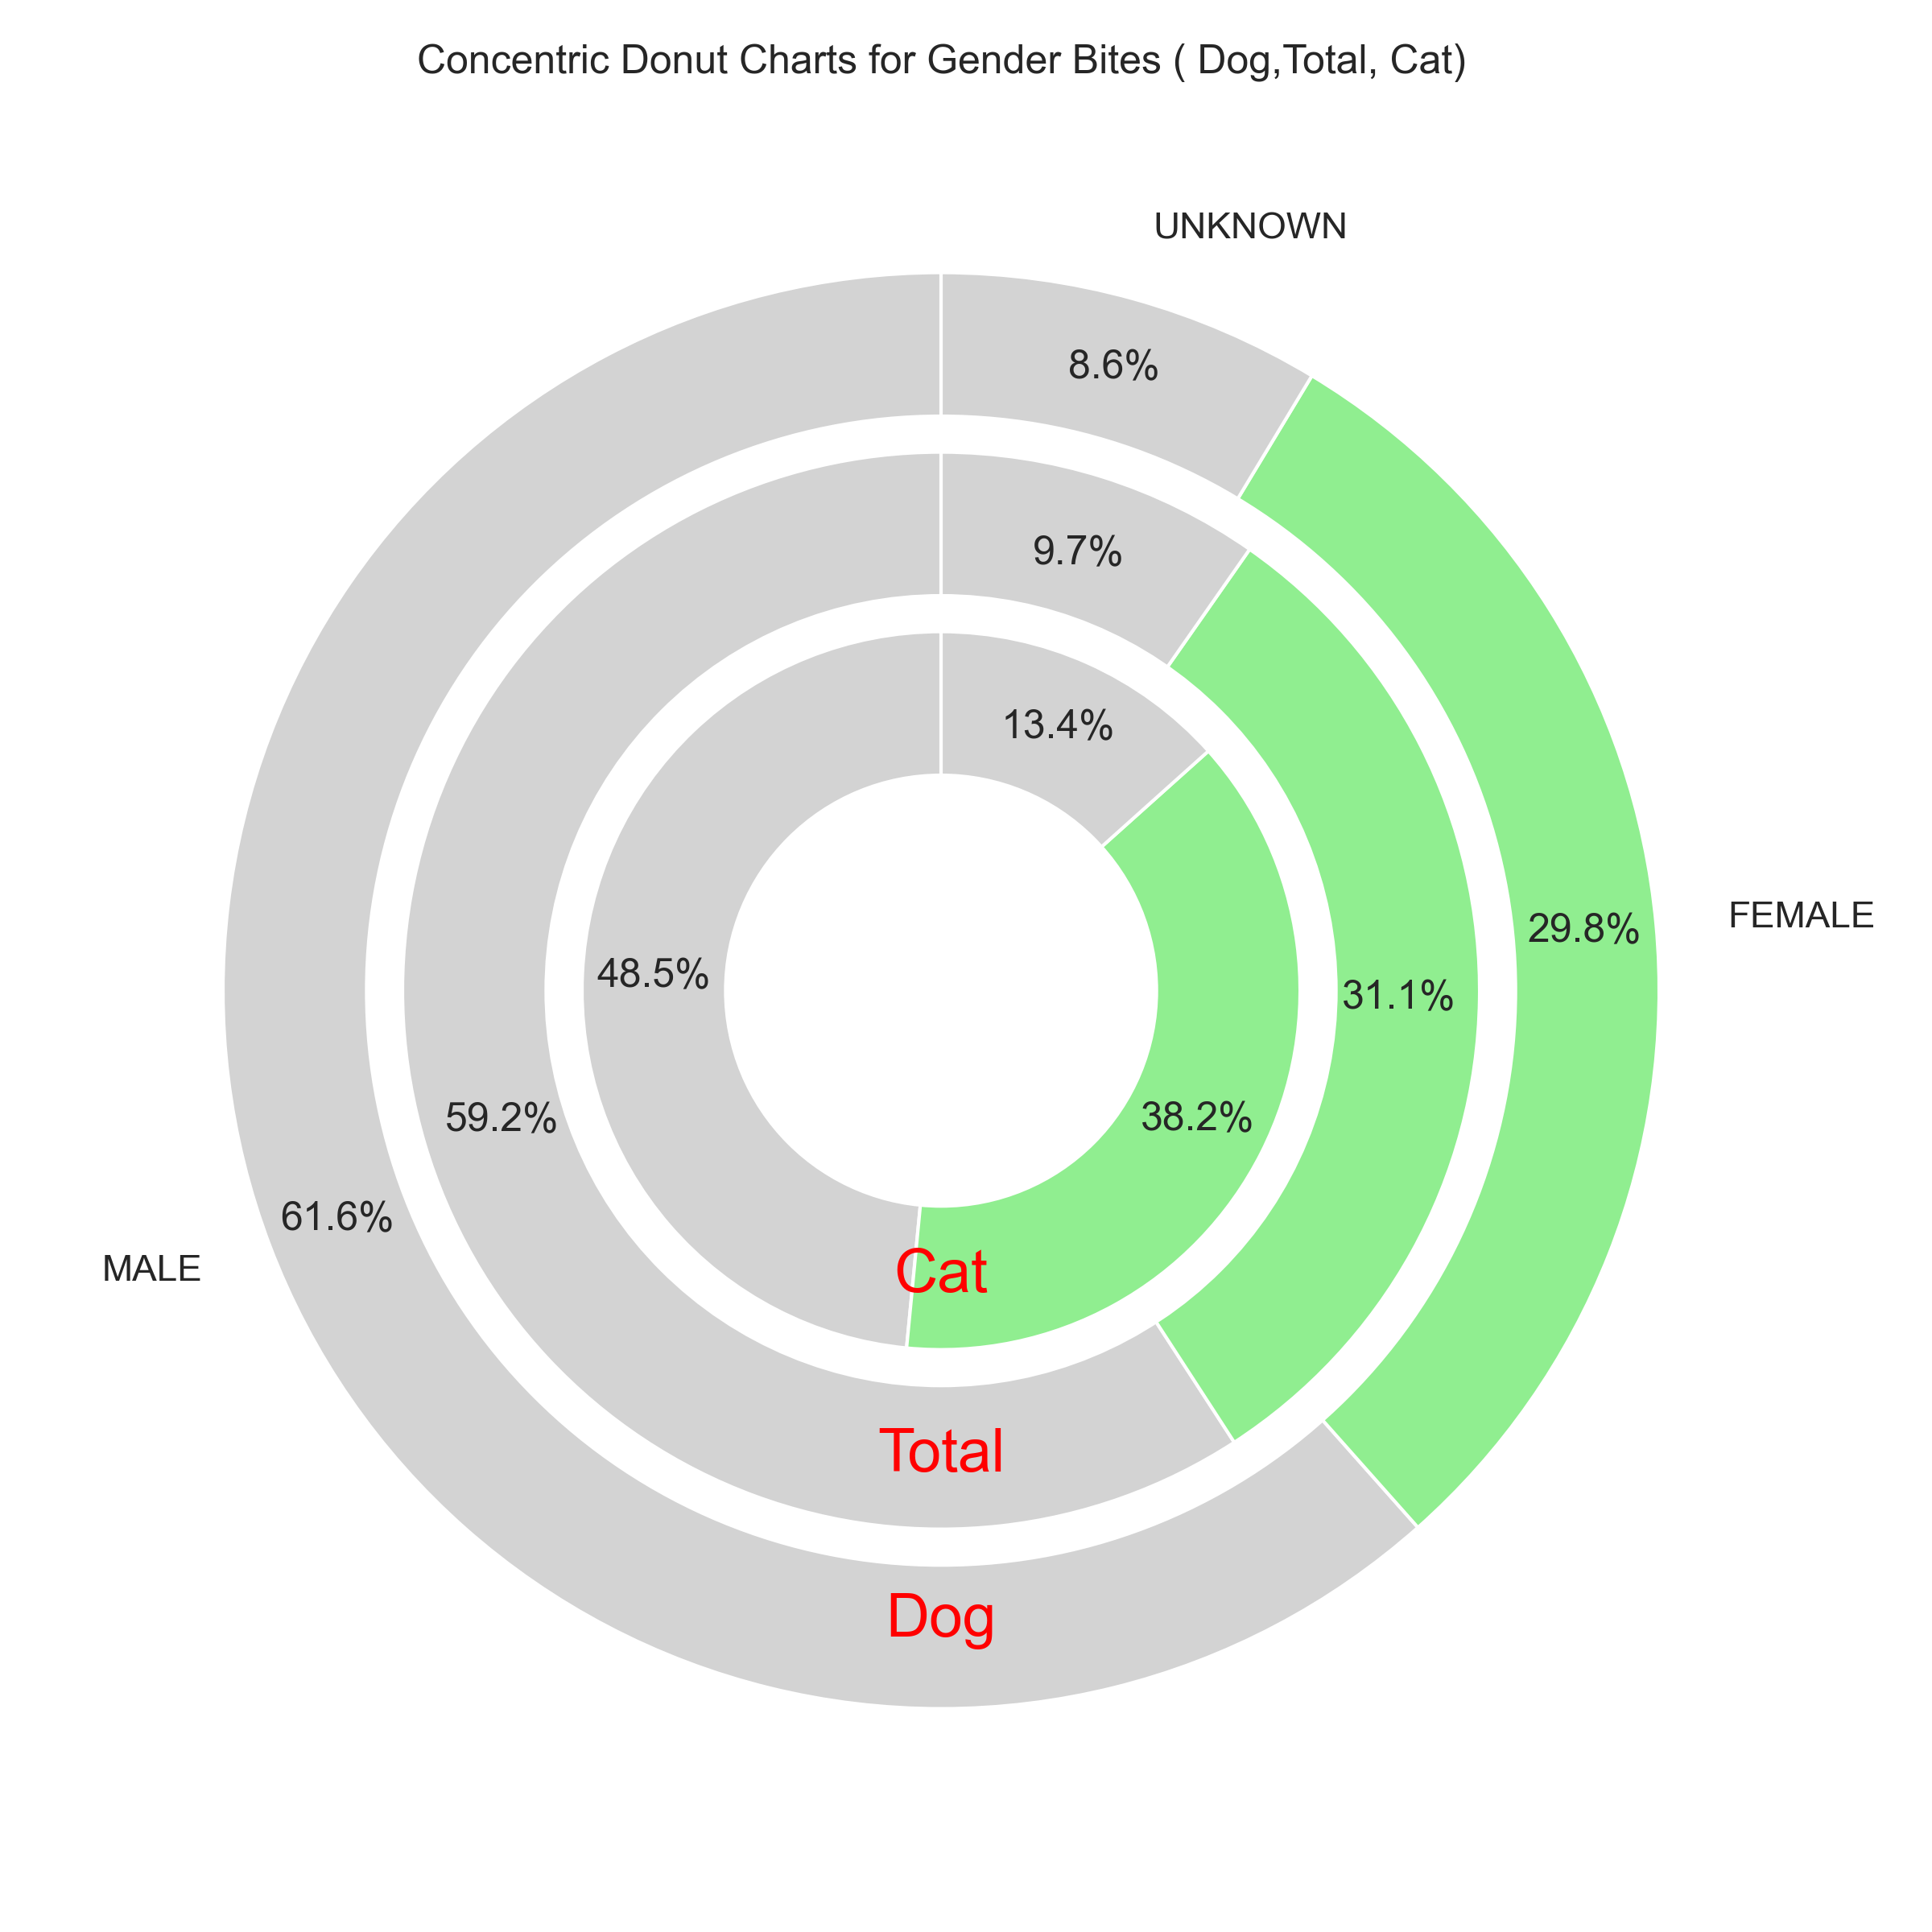 Concentric Donut Charts for Gender Bites ( Dog,Total, Cat)
UNKNOWN
8.6%
9.7%
13.4%
FEMALE
29.8%
48.5%
31.1%
59.2%
38.2%
61.6%
MALE
Cat
Total
Dog